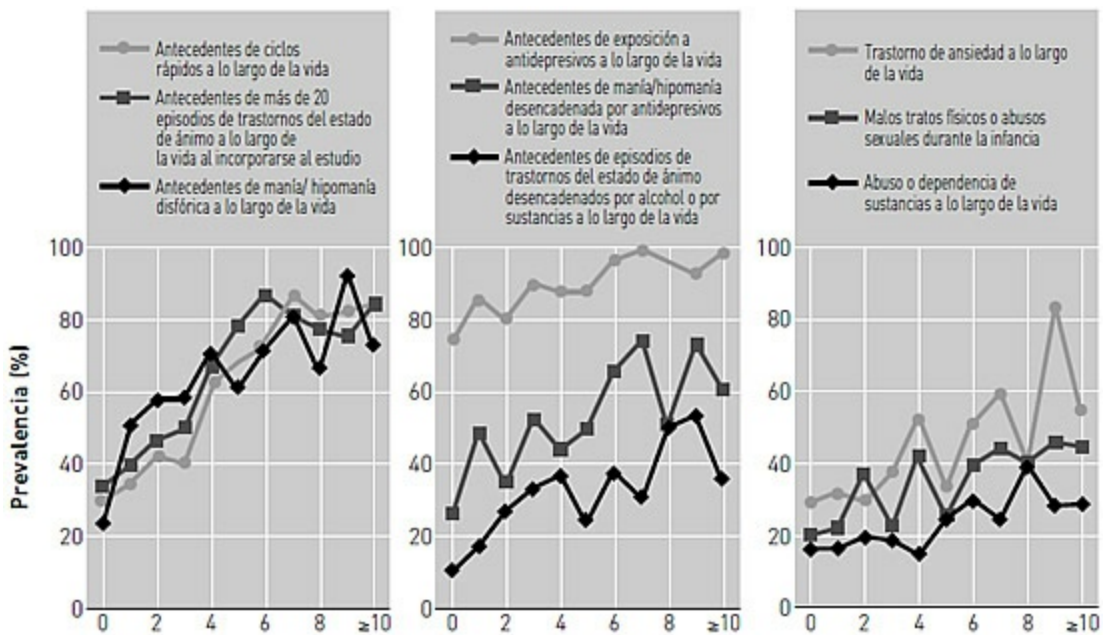 Antecedentes de ciclos
rápidos a lo largo de la vida
Antecedentes de más de 20
episodios de trastornos del estado
de ánimo a lo largo de
la vida al incorporarse al estudio
Antecedentes de manía/ hipomanía
disfórica a lo largo de la vida
Antecedentes de exposición a
antidepresivos a lo largo de la vida
Antecedentes de manía/hipomanía
desencadenada por antidepresivos
a lo largo de la vida
Antecedentes de episodios de
trastornos del estado de ánimo
desencadenados por alcohol o por
sustancias a lo largo de la vida
Trastorno de ansiedad a lo largo
de la vida
Malos tratos físicos o abusos
sexuales durante la infancia
Abuso o dependencia de
sustancias a lo largo de la vida
Prevalencia (%)
100
80
60
40
20
0
0 2 4 6 8 ≥10
100
80
60
40
20
0
0 2 4 6 8 ≥10
100
80
60
40
20
0
0 2 4 6 8 ≥10